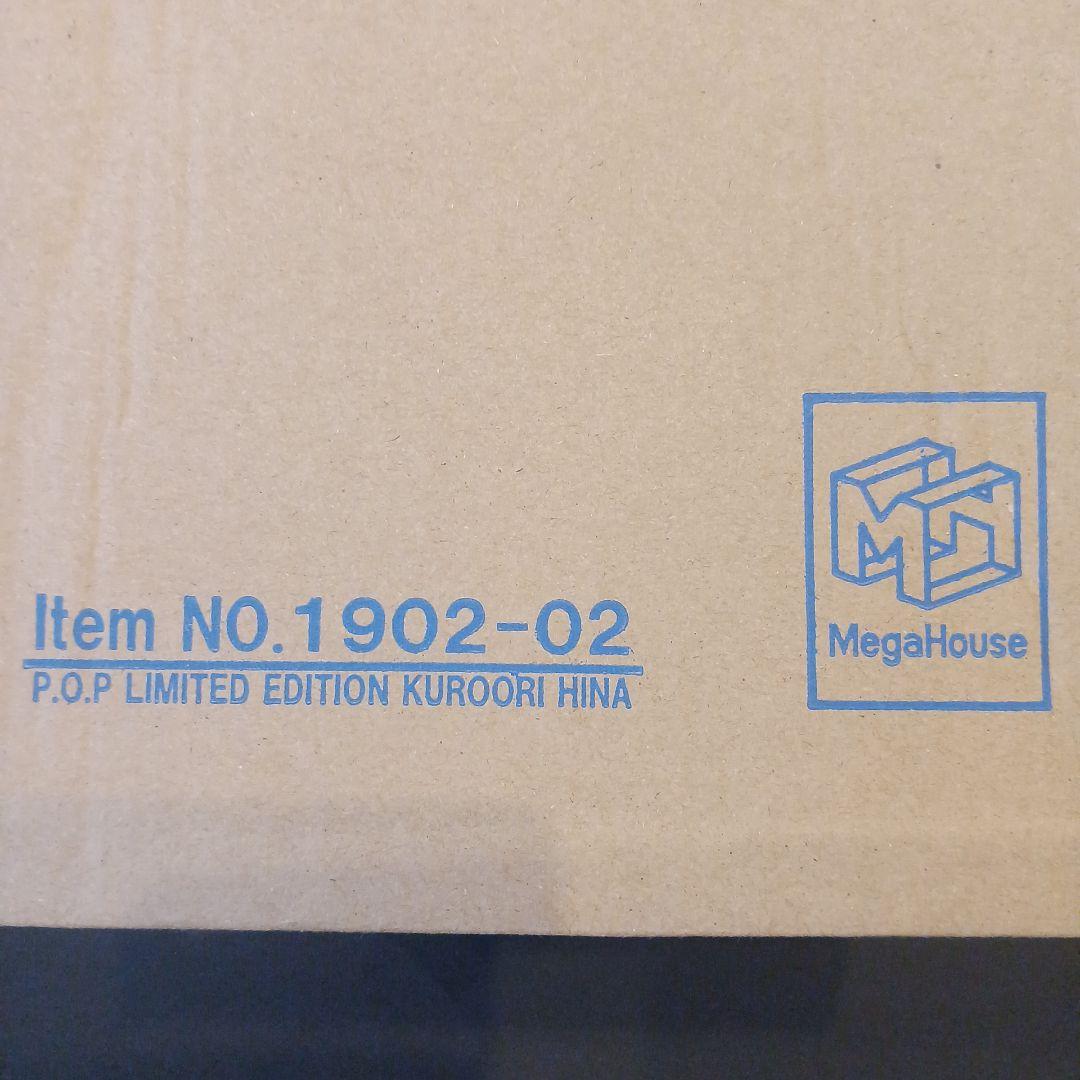 Item NO.1902-02
P.O.P LIMITED EDITION KUROORI HINA
MegaHouse